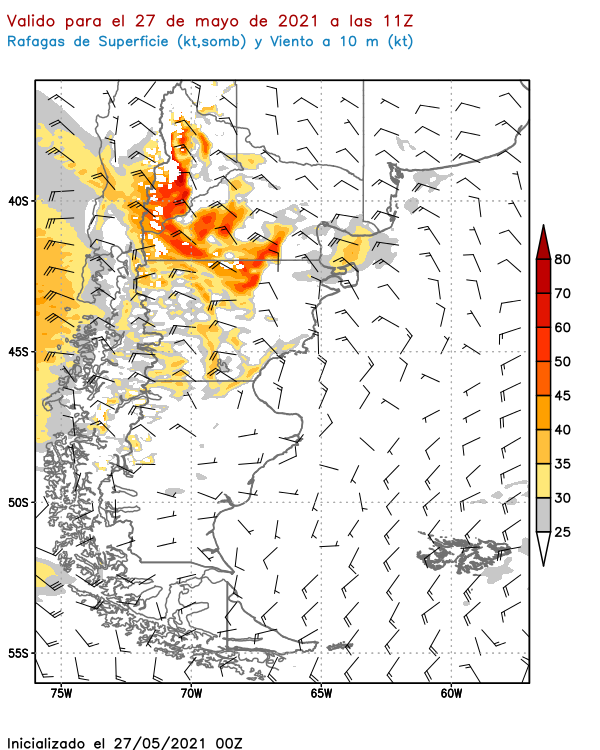 Valido para el 27 de mayo de 2021 a las 11Z
Rafagas de Superficie (kt,somb) y Viento a 10 m (kt)
40S
45S
50S
55S
75W 70W 65W 60W
80
70
60
50
45
40
35
30
25
Inicializado el 27/05/2021 00Z